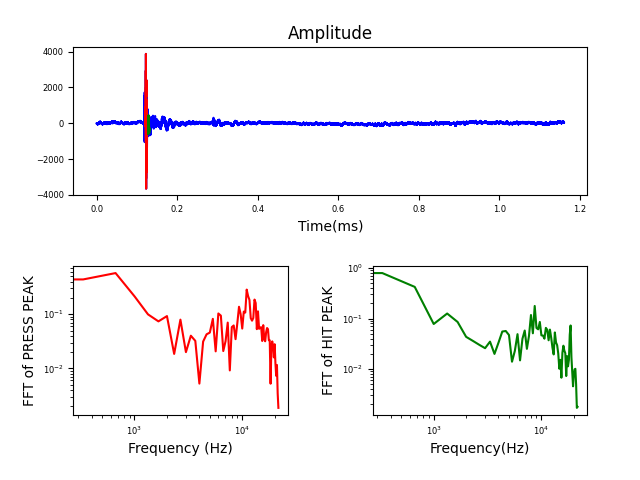 Amplitude
4000
2000
0
−2000
−4000
0.0 0.2 0.4 0.6 0.8 1.0 1.2
Time(ms)
FFT of PRESS PEAK
10⁻¹
10⁻²
10³ 10⁴
Frequency (Hz)
FFT of HIT PEAK
10⁰
10⁻¹
10⁻²
10³ 10⁴
Frequency(Hz)